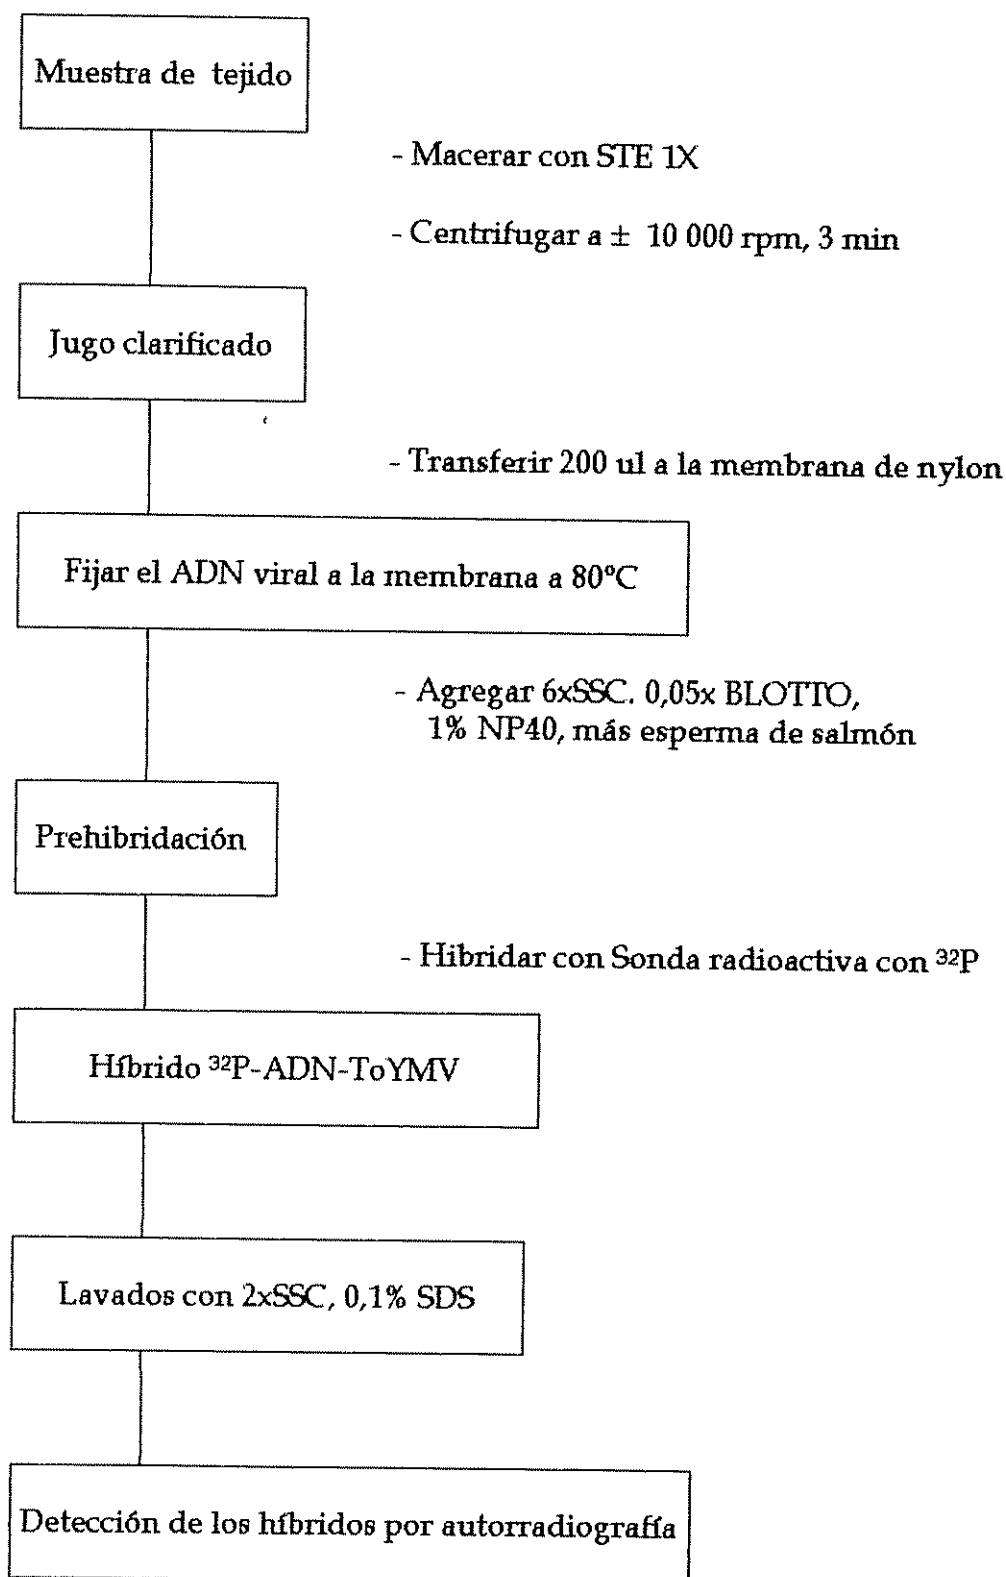 Muestra de tejido
- Macerar con STE 1X
- Centrifugar a ± 10 000 rpm, 3 min
Jugo clarificado
- Transferir 200 ul a la membrana de nylon
Fijar el ADN viral a la membrana a 80ºC
- Agregar 6xSSC. 0,05x BLOTTO,
1% NP40, más esperma de salmón
Prehibridación
- Hibridar con Sonda radioactiva con ³²P
Híbrido ³²P-ADN-ToYMV
Lavados con 2xSSC, 0,1% SDS
Detección de los híbridos por autorradiografía